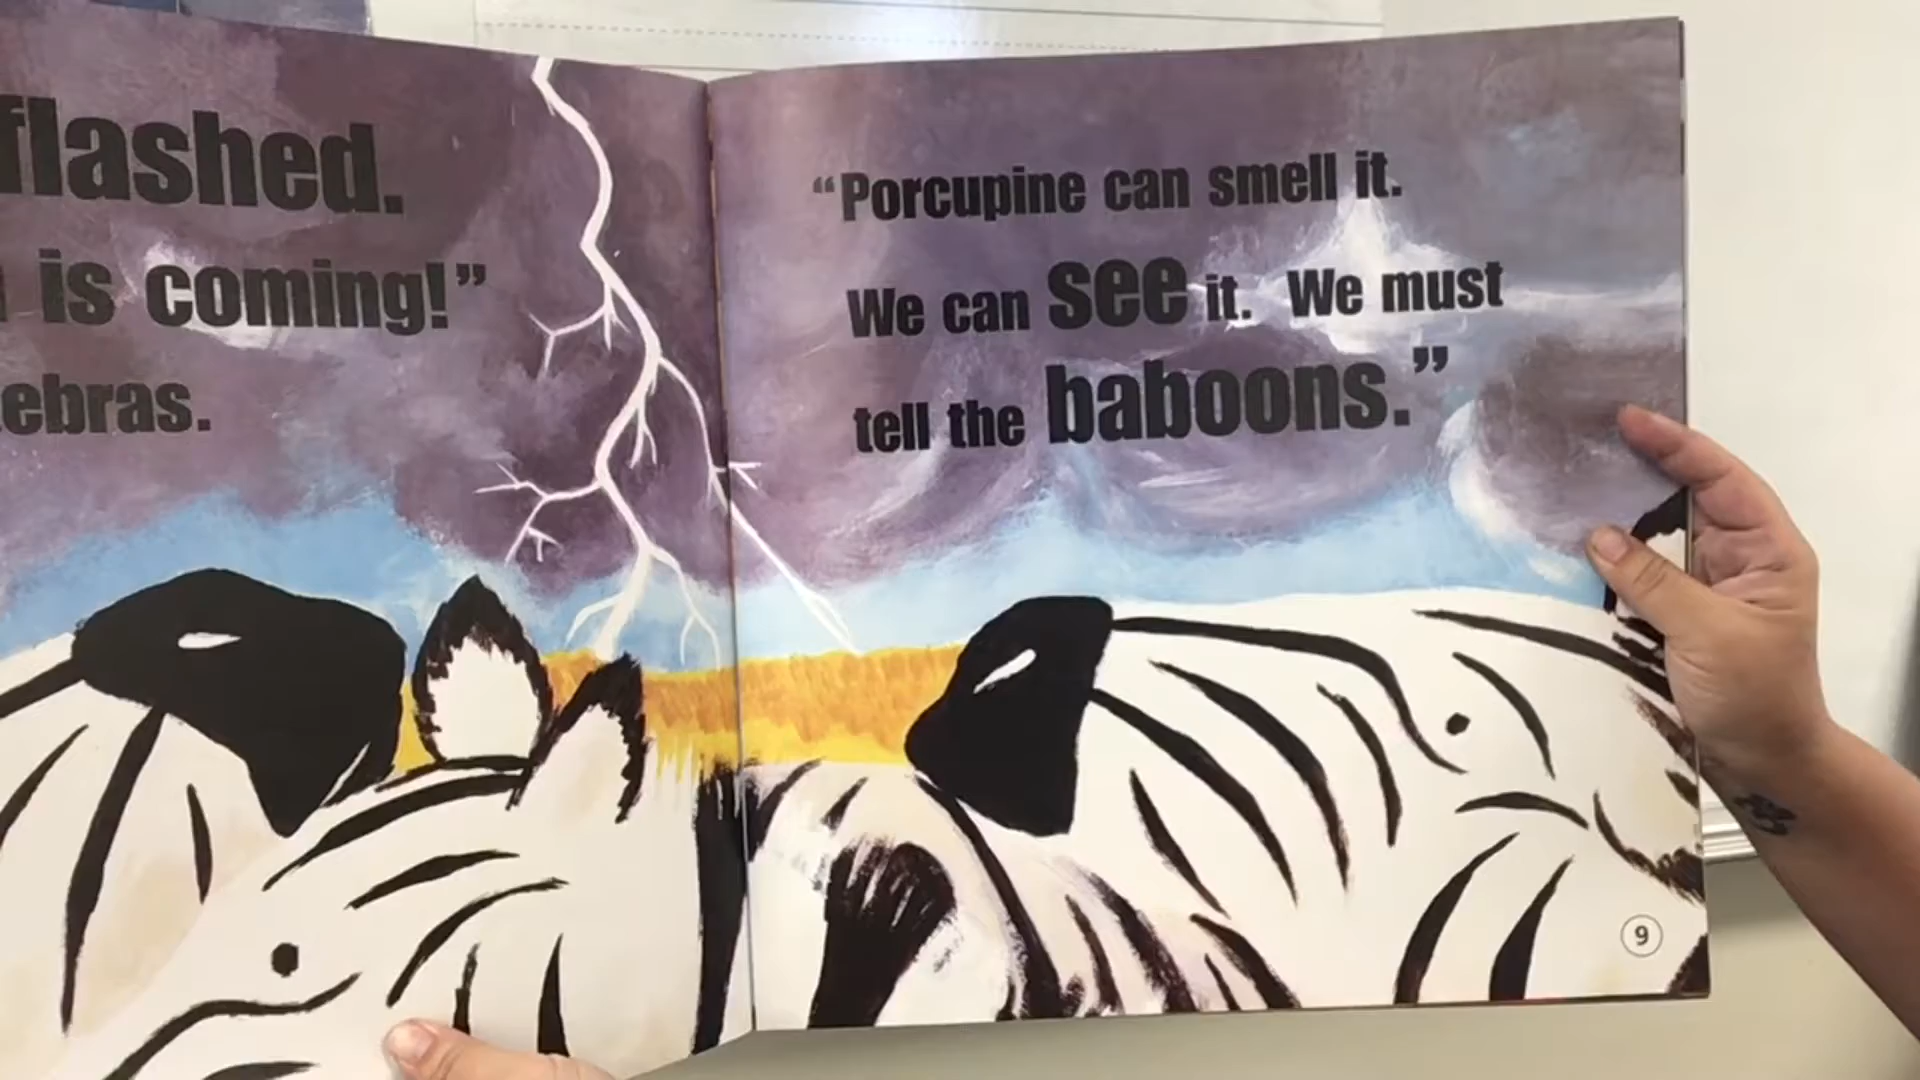 flashed.
is coming!”
ebras.
“Porcupine can smell it.
We can see it. We must
tell the baboons.”
9